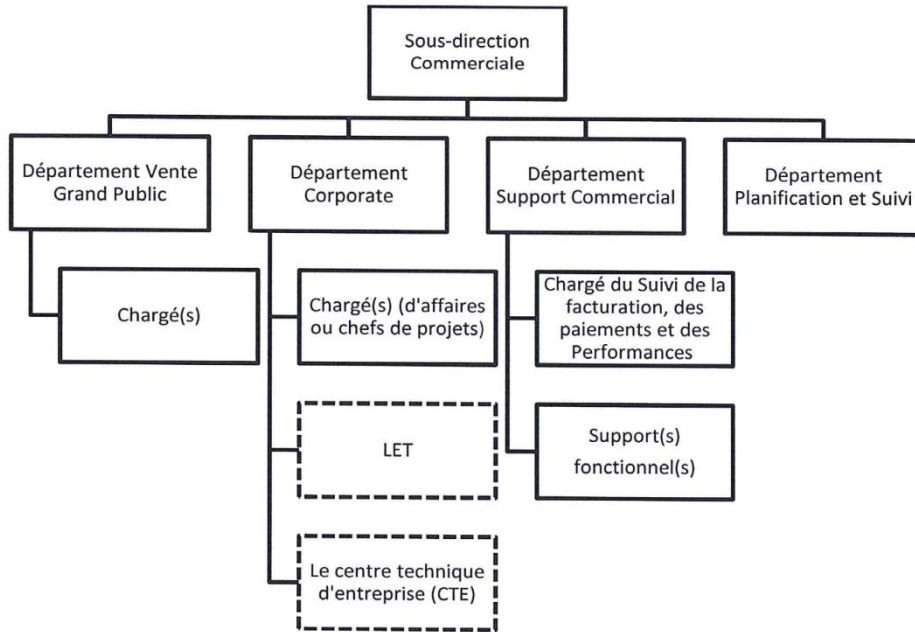 Sous-direction
Commerciale
Département Vente
Grand Public
Département
Corporate
Département
Support Commercial
Département
Planification et Suivi
Chargé(s)
Chargé(s) (d'affaires
ou chefs de projets)
Chargé du Suivi de la
facturation, des
paiements et des
Performances
LET
Support(s)
fonctionnel(s)
Le centre technique
d'entreprise (CTE)